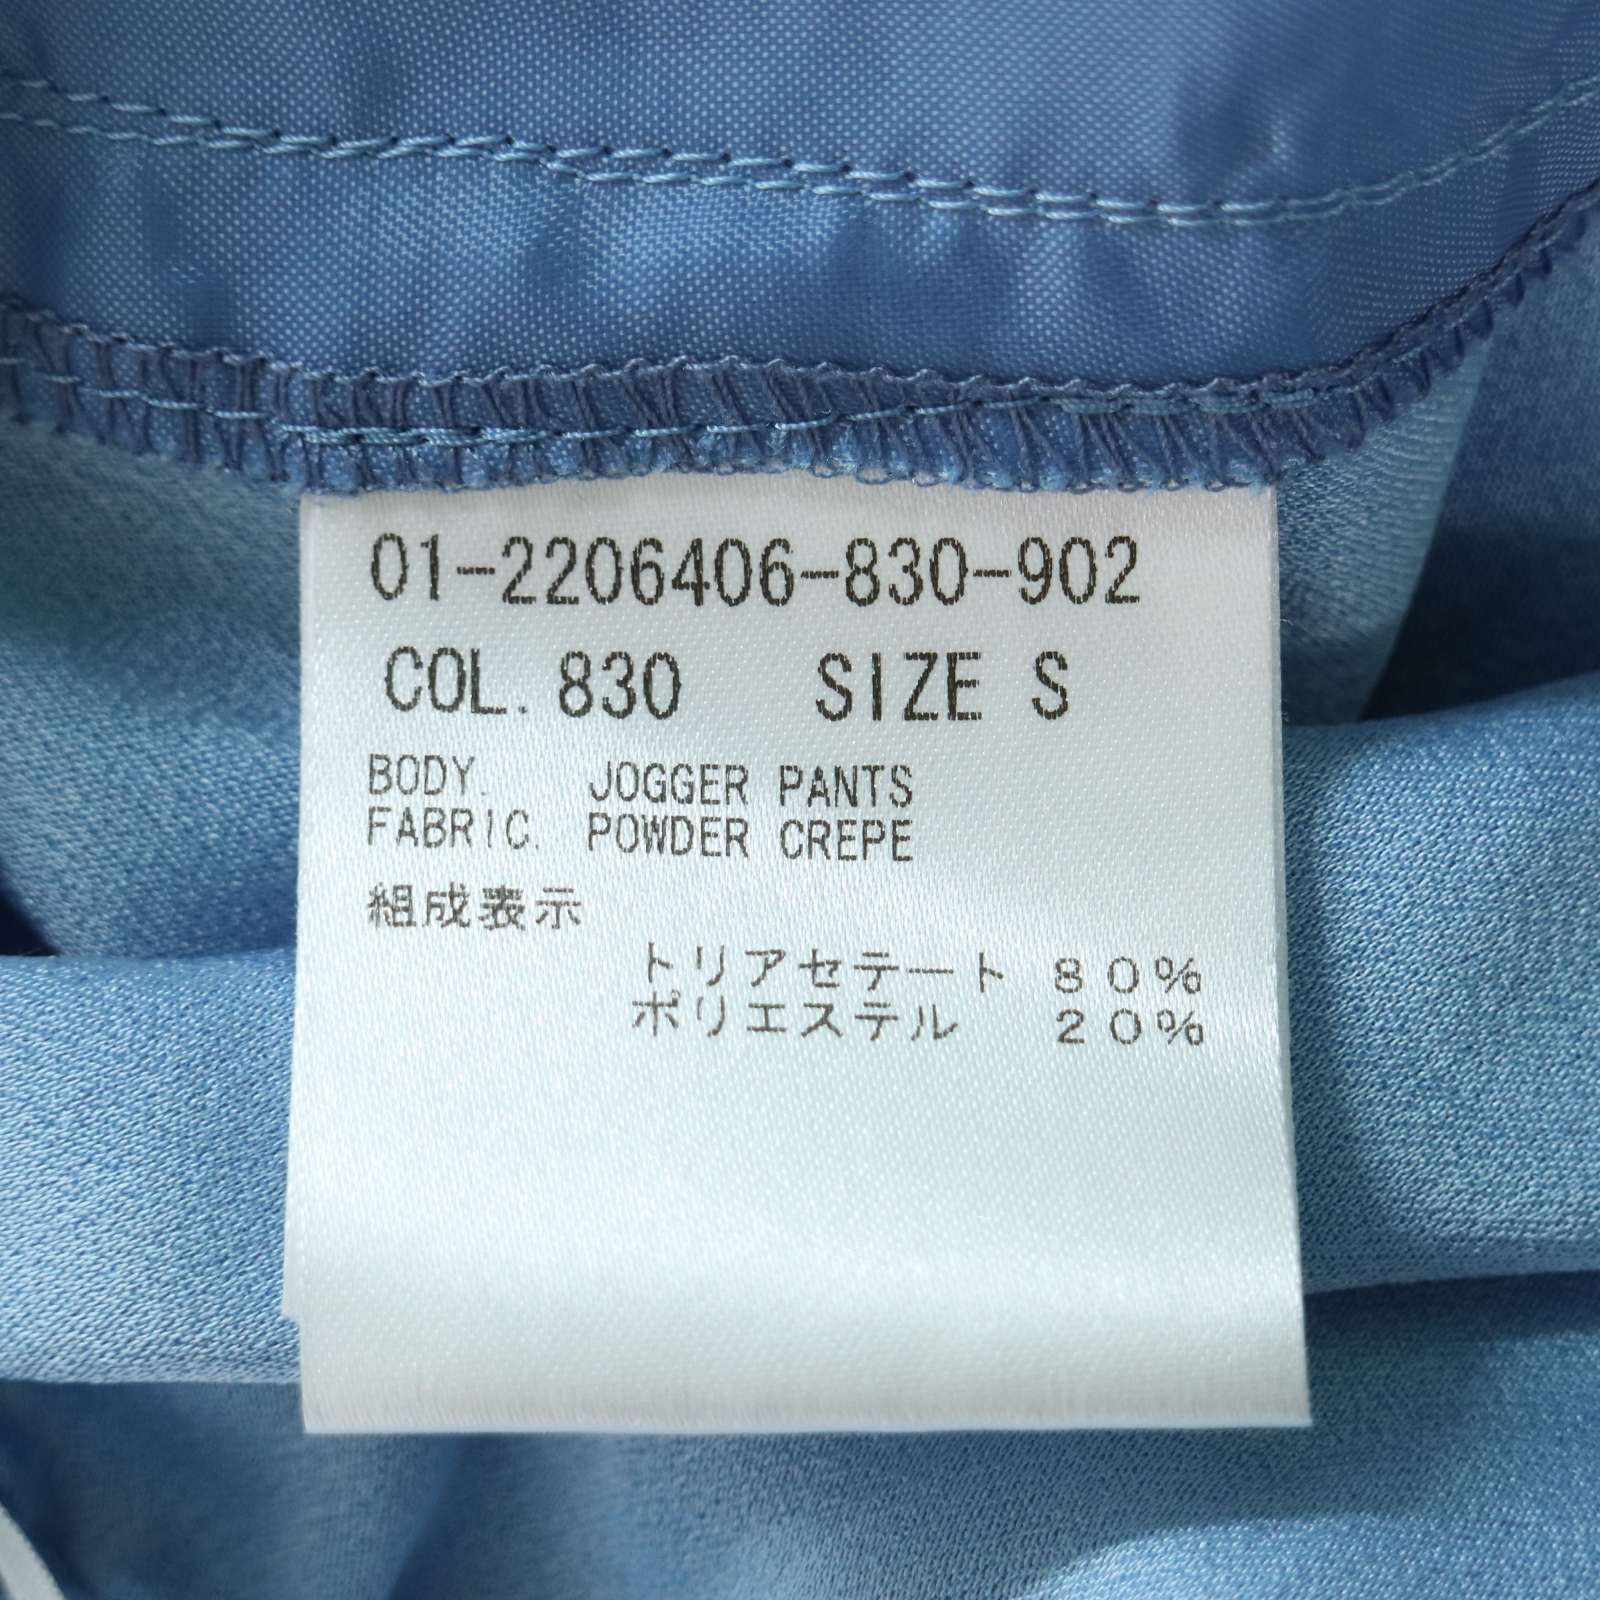 01-2206406-830-902
COL. 830 SIZE S
BODY. JOGGER PANTS
FABRIC. POWDER CREPE
組成表示
トリアセテート 80%
ポリエステル 20%